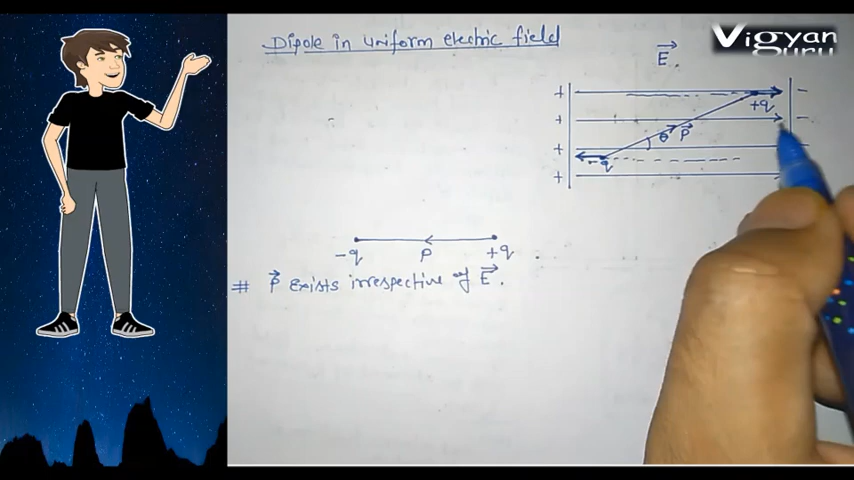 Dipole in uniform electric field
Vigyan
Guru
E.
+ −
+q
+ −
θ P
+
−q
+
−q P +q
# P Exists irrespective of E.